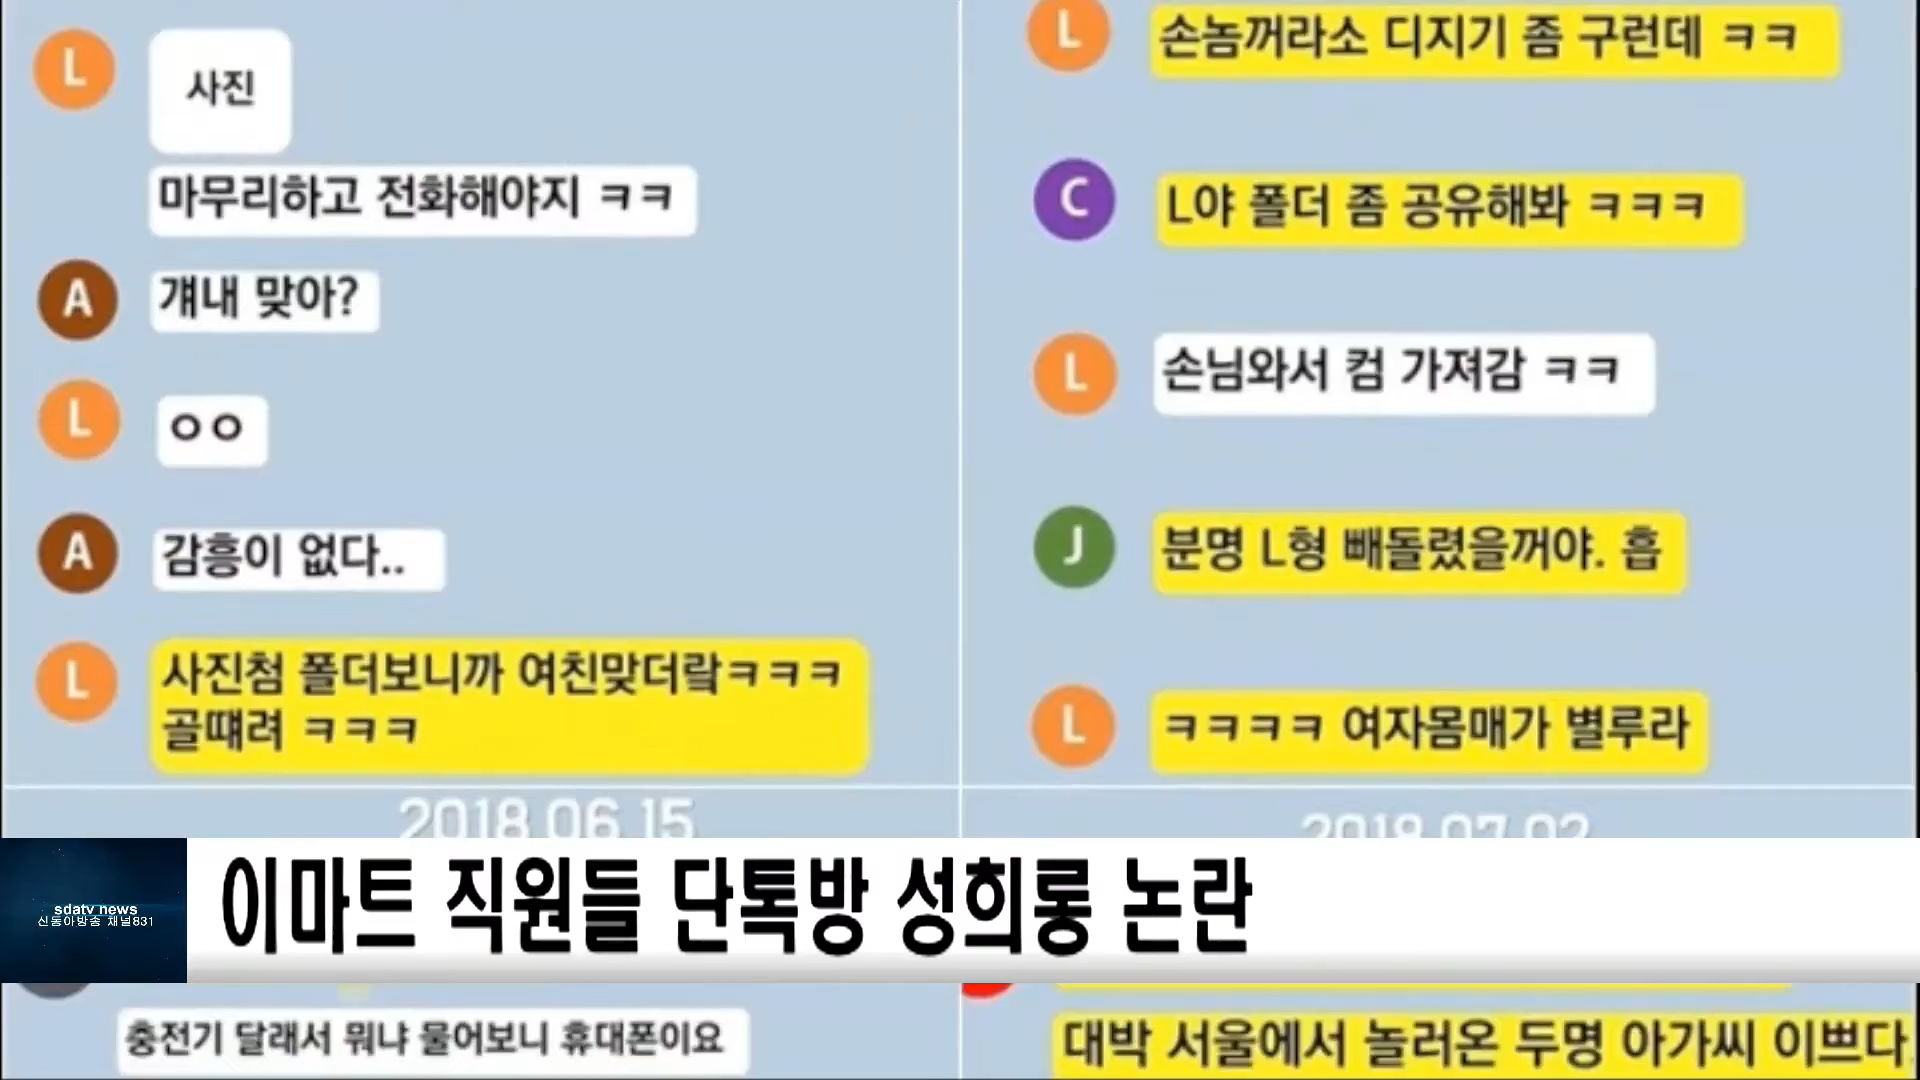 L
사진
마무리하고 전화해야지 ㅋㅋ
A
걔내 맞아?
L
ㅇㅇ
A
감흥이 없다..
L
사진첨 폴더보니까 여친맞더랔ㅋㅋㅋ
골떄려 ㅋㅋㅋ
2018.06.15
충전기 달래서 뭐냐 물어보니 휴대폰이요
L
손놈꺼라소 디지기 좀 구런데 ㅋㅋ
C
L야 폴더 좀 공유해봐 ㅋㅋㅋ
L
손님와서 컴 가져감 ㅋㅋ
J
분명 L형 빼돌렸을꺼야. 흡
L
ㅋㅋㅋㅋ 여자몸매가 별루라
2018.07.02
대박 서울에서 놀러온 두명 아가씨 이쁘다
sdatv news
신동아방송 채널831
이마트 직원들 단톡방 성희롱 논란